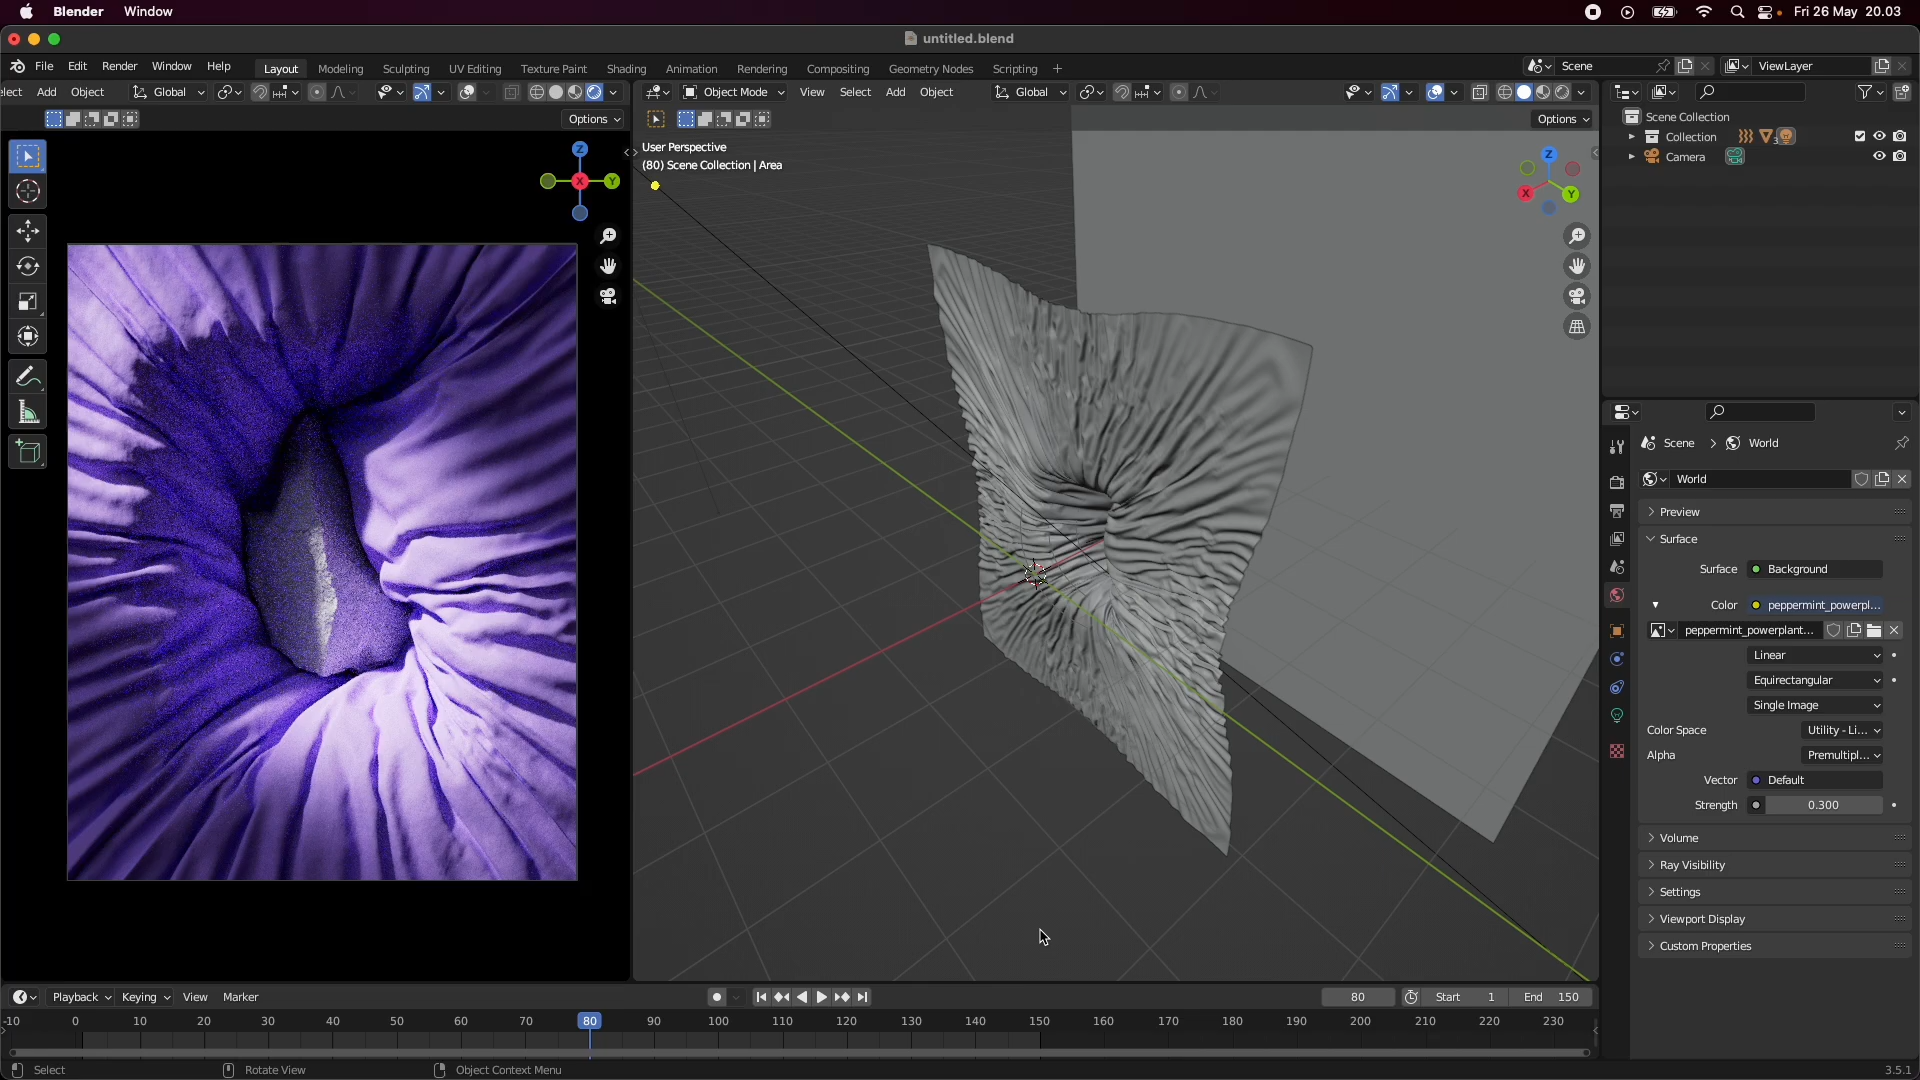 Blender Window Fri 26 May 20.03
untitled.blend
File Edit Render Window Help Layout Modeling Sculpting UV Editing Texture Paint Shading Animation Rendering Compositing Geometry Nodes Scripting + Scene ViewLayer
lect Add Object Global Object Mode View Select Add Object Global
Options Options
User Perspective
(80) Scene Collection | Area
Z
X
Y
Z
X
Y
Scene Collection
Collection 3
Camera
Scene > World
World
Preview
Surface
Surface Background
Color peppermint_powerpl...
peppermint_powerplant...
Linear
Equirectangular
Single Image
Color Space Utility - Li...
Alpha Premultipl...
Vector Default
Strength 0.300
Volume
Ray Visibility
Settings
Viewport Display
Custom Properties
Playback Keying View Marker 80 Start 1 End 150
-10 0 10 20 30 40 50 60 70 80 90 100 110 120 130 140 150 160 170 180 190 200 210 220 230
Select Rotate View Object Context Menu 3.5.1